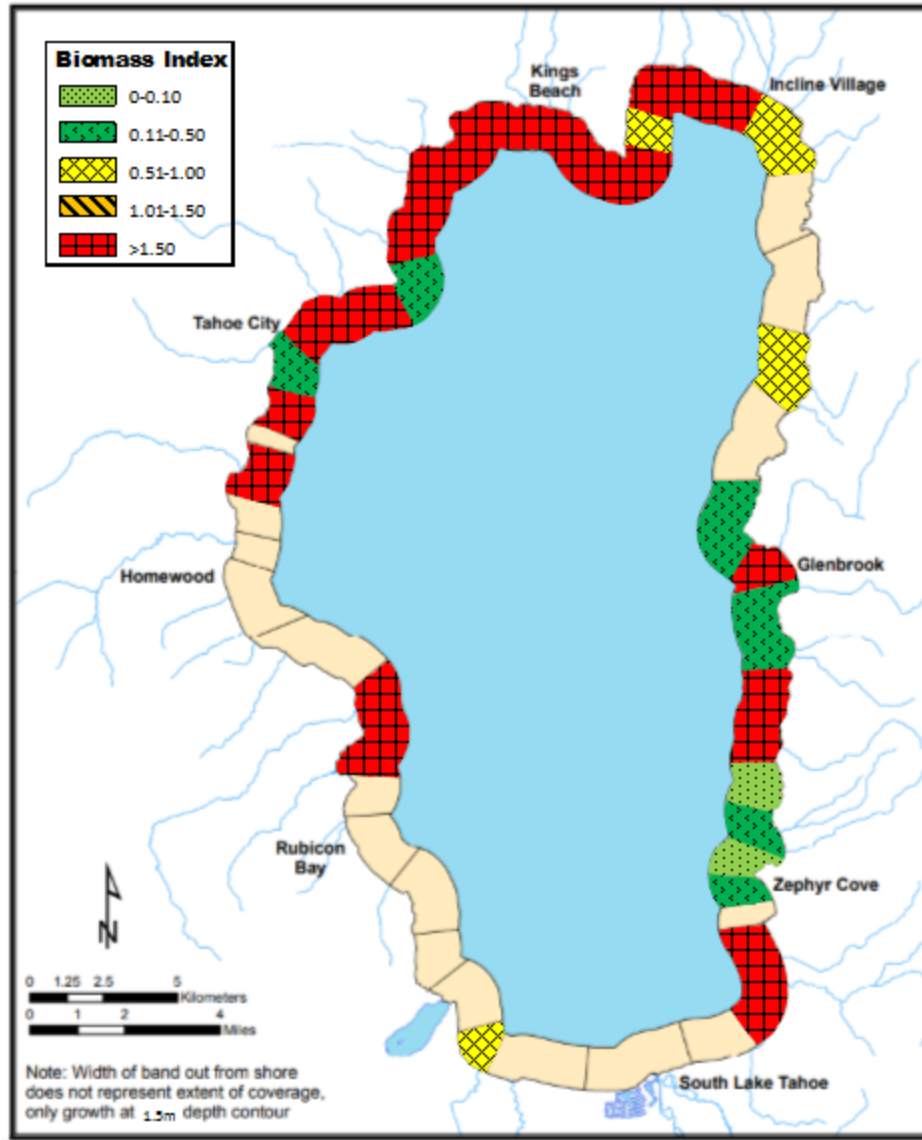 Biomass Index
0-0.10
0.11-0.50
0.51-1.00
1.01-1.50
>1.50
Kings
Beach
Incline Village
Tahoe City
Homewood
Glenbrook
Rubicon
Bay
Zephyr Cove
South Lake Tahoe
N
0 1.25 2.5 5
Kilometers
0 1 2 4
Miles
Note: Width of band out from shore
does not represent extent of coverage,
only growth at 1.5m depth contour